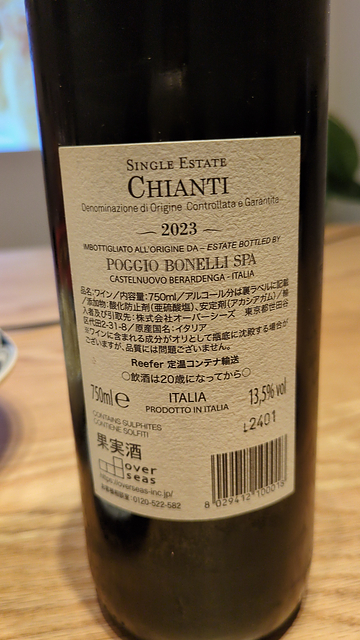 SINGLE ESTATE
CHIANTI
Denominazione di Origine Controllata e Garantita
2023
IMBOTTIGLIATO ALL'ORIGINE DA – ESTATE BOTTLED BY
POGGIO BONELLI SPA
CASTELNUOVO BERARDENGA - ITALIA
品名:ワイン/内容量:750ml/アルコール分は裏ラベルに記載
/添加物:酸化防止剤(亜硫酸塩)、安定剤(アカシアガム)/輸
入者及び引取先:株式会社オーバーシーズ 東京都世田谷
区代田2-31-8/原産国名:イタリア
※ワインに含まれる成分がオリとして瓶底に沈殿する場合が
ございますが、品質には問題ございません。
Reefer 定温コンテナ輸送
〇飲酒は20歳になってから〇
750ml e
ITALIA
PRODOTTO IN ITALIA
13,5% vol
L2401
CONTAINS SULPHITES
CONTIENE SOLFITI
果実酒
over
seas
https://overseas-inc.jp/
:0120-522-582
8 029412 100018